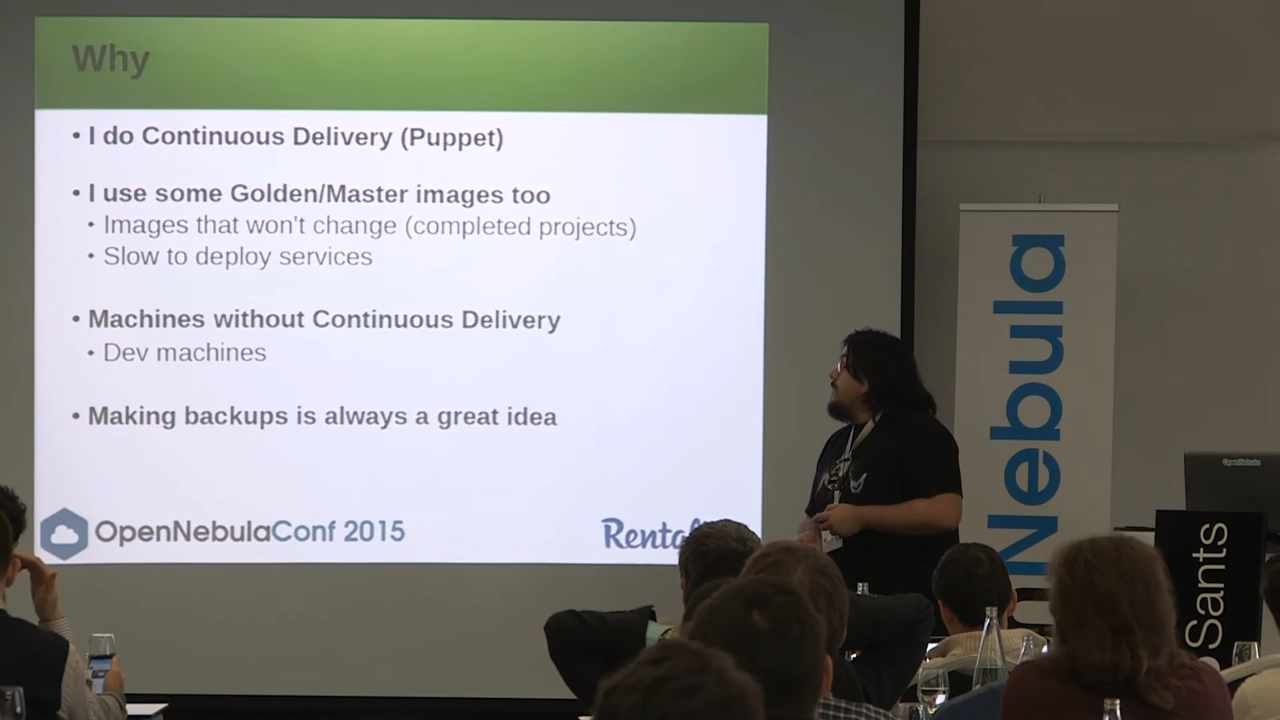 Why
• I do Continuous Delivery (Puppet)
• I use some Golden/Master images too
• Images that won't change (completed projects)
• Slow to deploy services
• Machines without Continuous Delivery
• Dev machines
• Making backups is always a great idea
OpenNebulaConf 2015
Nebula
OpenNebula
Sants